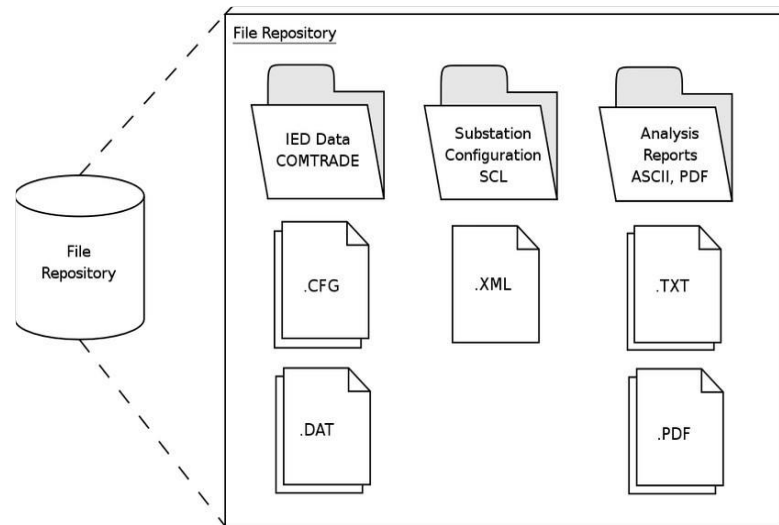 File Repository
File
Repository
IED Data
COMTRADE
Substation
Configuration
SCL
Analysis
Reports
ASCII, PDF
.CFG
.XML
.TXT
.DAT
.PDF